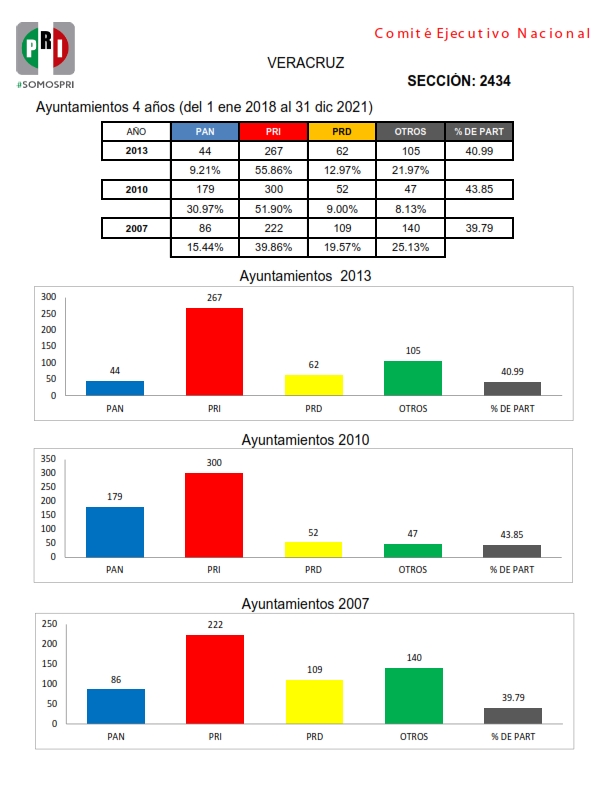 Comité Ejecutivo Nacional
PRI
#SOMOSPRI
VERACRUZ
SECCIÓN: 2434
Ayuntamientos 4 años (del 1 ene 2018 al 31 dic 2021)
AÑO PAN PRI PRD OTROS % DE PART
2013 44 267 62 105 40.99
9.21% 55.86% 12.97% 21.97%
2010 179 300 52 47 43.85
30.97% 51.90% 9.00% 8.13%
2007 86 222 109 140 39.79
15.44% 39.86% 19.57% 25.13%
Ayuntamientos 2013
300
250
200
150
100
50
0
44 267 62 105 40.99
PAN PRI PRD OTROS % DE PART
Ayuntamientos 2010
350
300
250
200
150
100
50
0
179 300 52 47 43.85
PAN PRI PRD OTROS % DE PART
Ayuntamientos 2007
250
200
150
100
50
0
86 222 109 140 39.79
PAN PRI PRD OTROS % DE PART